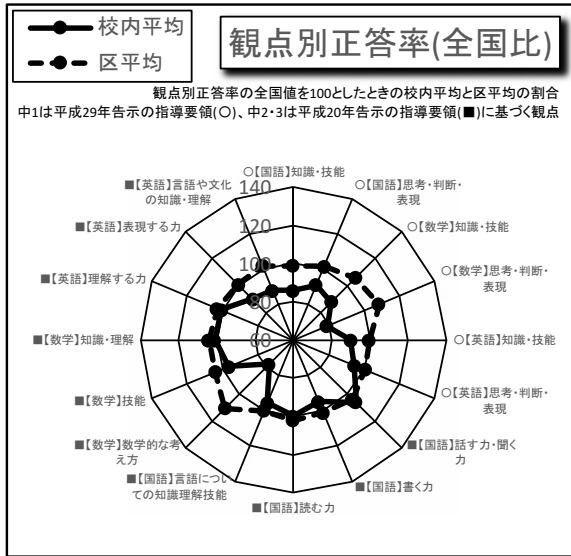 校内平均
区平均
観点別正答率(全国比)
観点別正答率の全国値を100としたときの校内平均と区平均の割合
中1は平成29年告示の指導要領(○)、中2・3は平成20年告示の指導要領(■)に基づく観点
○【国語】知識・技能
○【国語】思考・判断・
表現
○【数学】知識・技能
○【数学】思考・判断・
表現
○【英語】知識・技能
○【英語】思考・判断・
表現
■【国語】話す力・聞く
力
■【国語】書く力
■【国語】読む力
■【国語】言語につい
ての知識理解技能
■【数学】数学的な考
え方
■【数学】技能
■【数学】知識・理解
■【英語】理解する力
■【英語】表現する力
■【英語】言語や文化
の知識・理解
140
120
100
80
60